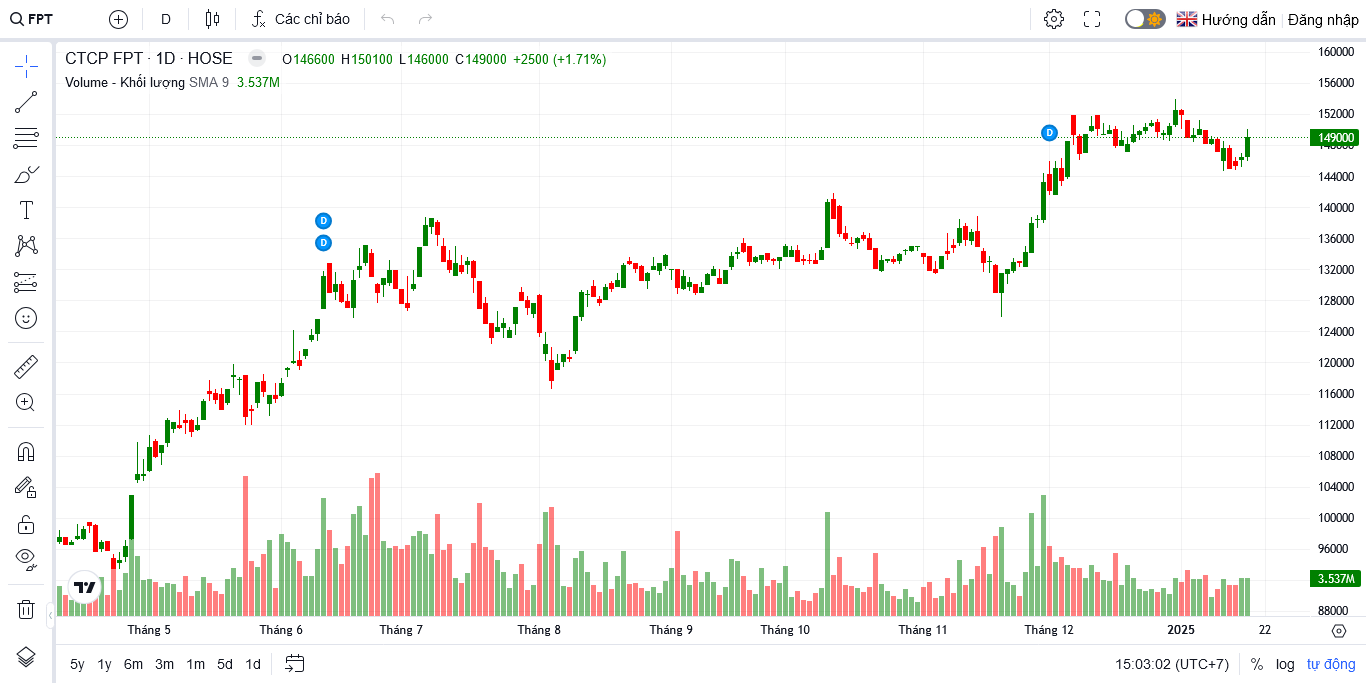 FPT D Các chỉ báo Hướng dẫn Đăng nhập
CTCP FPT · 1D · HOSE O146600 H150100 L146000 C149000 +2500 (+1.71%)
Volume - Khối lượng SMA 9 3.537M
160000
156000
152000
149000
148000
144000
140000
136000
132000
128000
124000
120000
116000
112000
108000
104000
100000
96000
3.537M
88000
D
D
D
Tháng 5 Tháng 6 Tháng 7 Tháng 8 Tháng 9 Tháng 10 Tháng 11 Tháng 12 2025 22
5y 1y 6m 3m 1m 5d 1d 15:03:02 (UTC+7) % log tự động